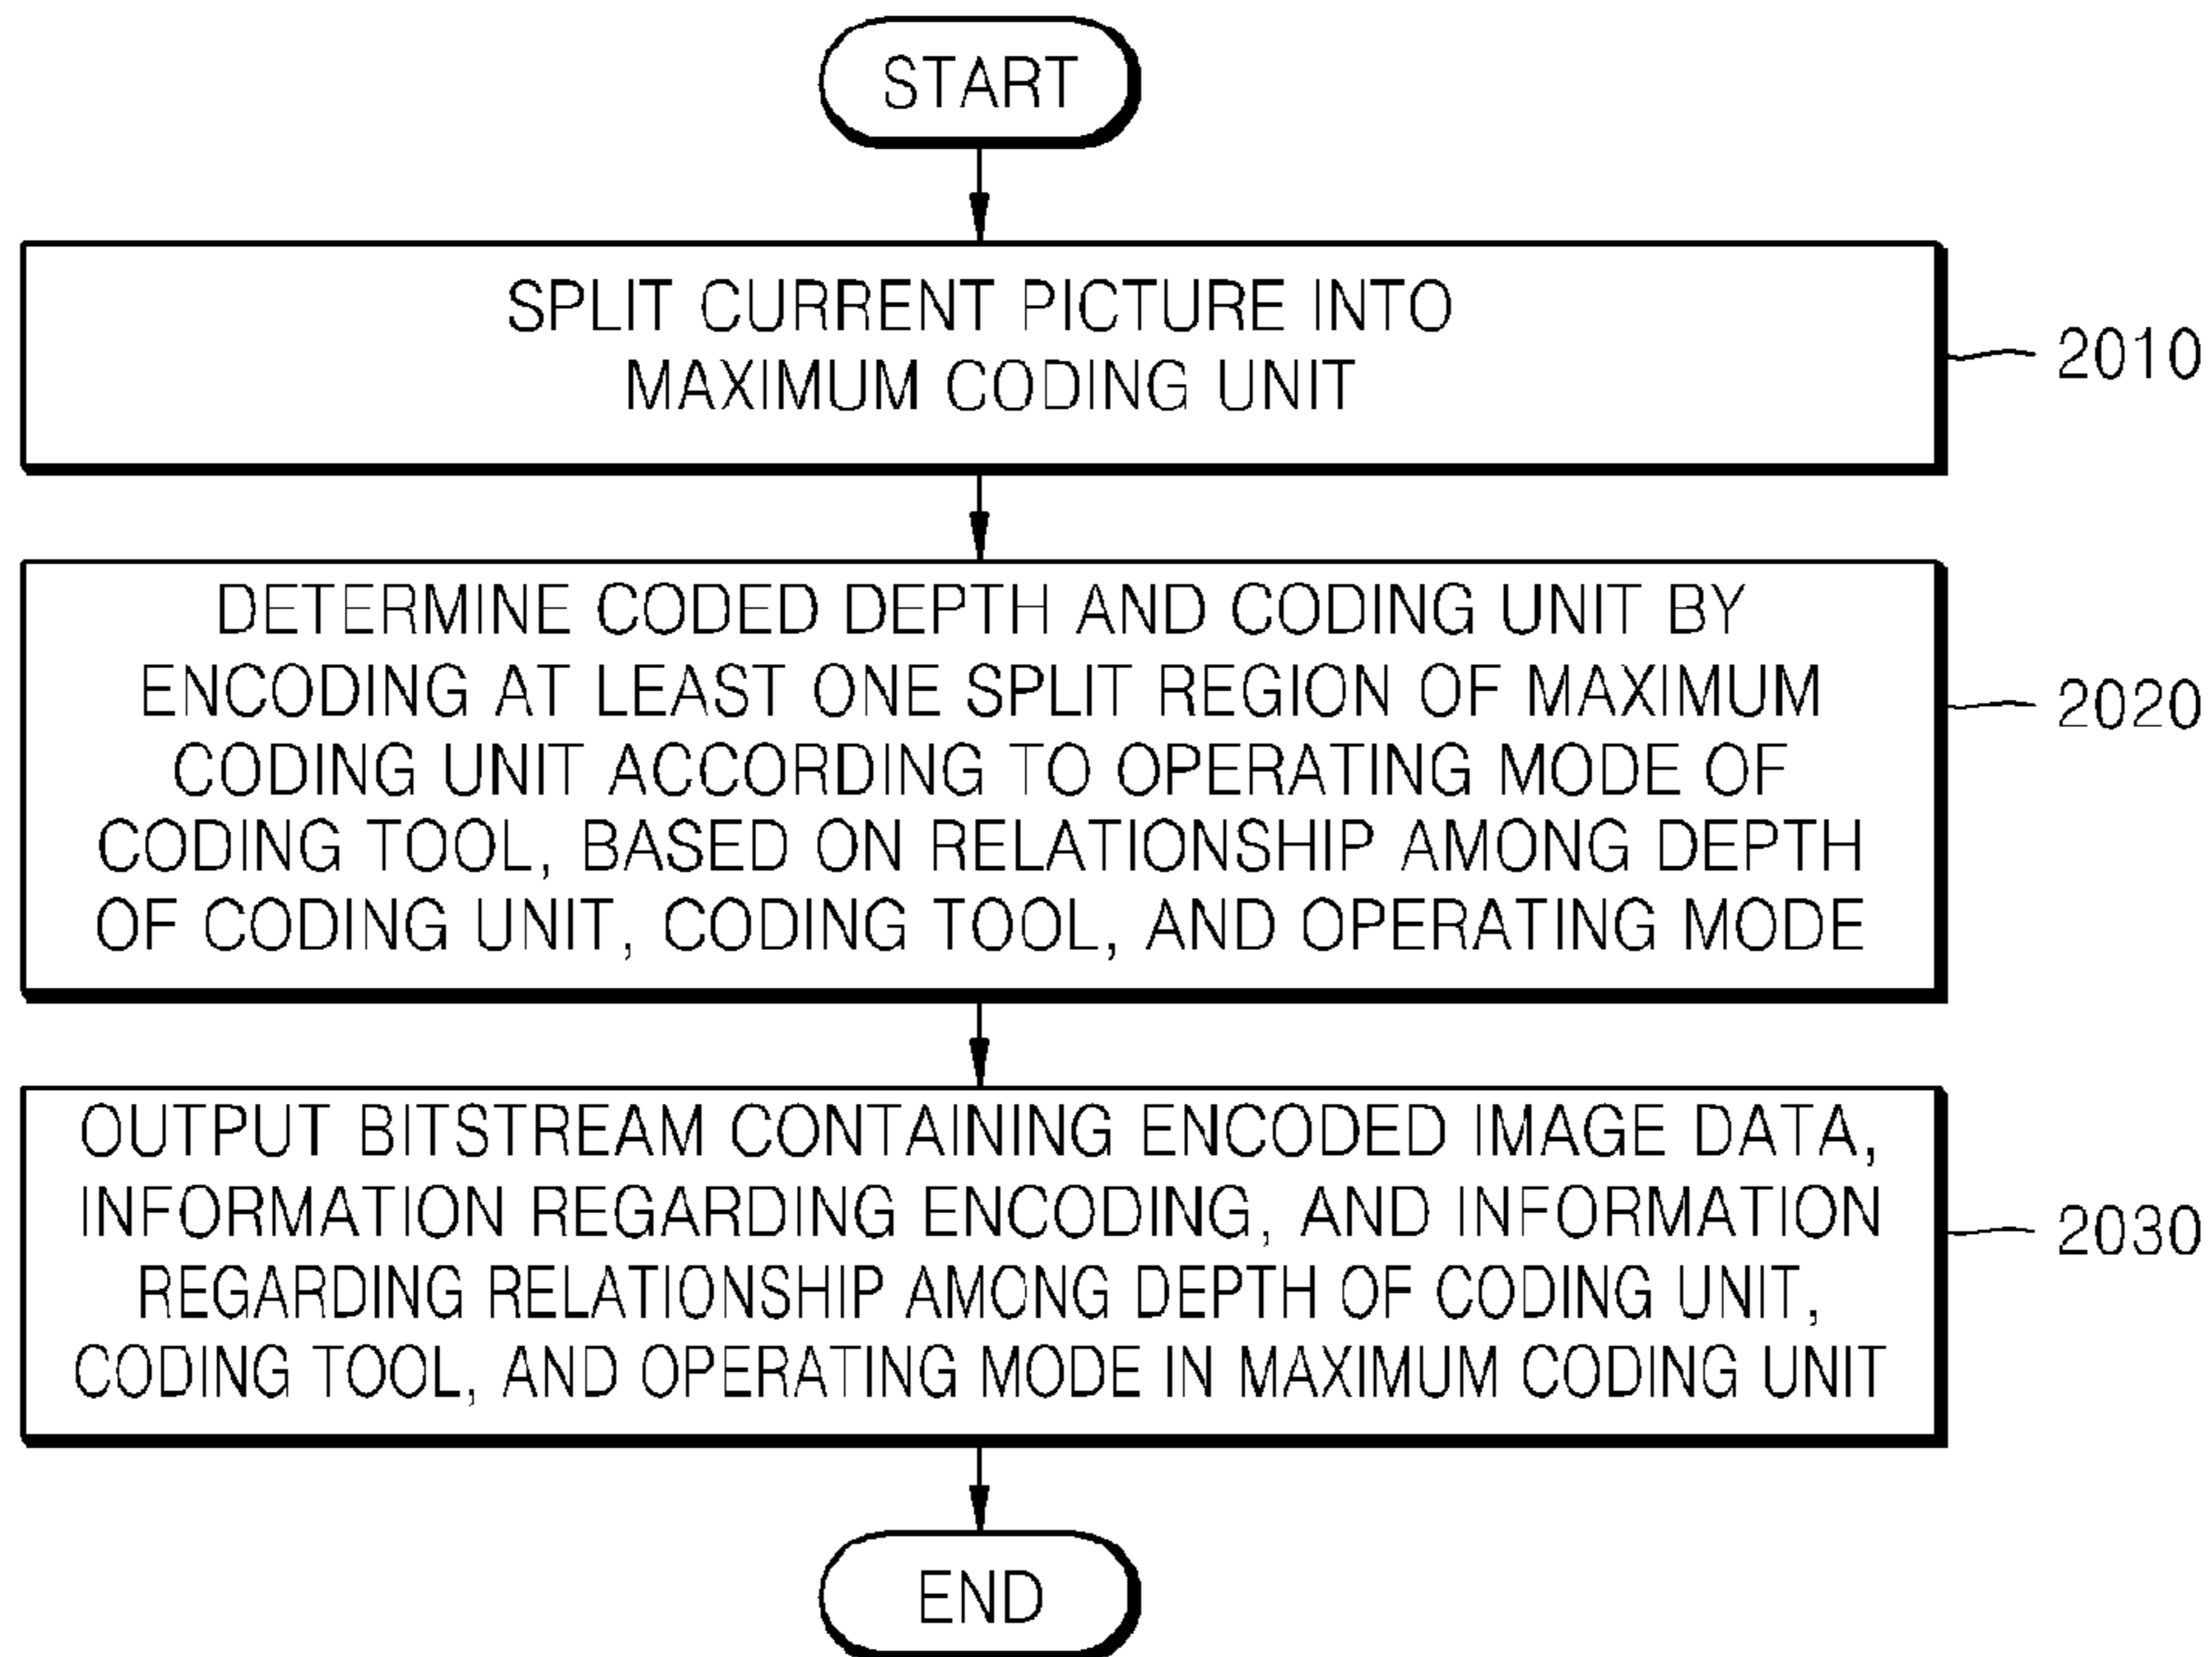 START
SPLIT CURRENT PICTURE INTO
MAXIMUM CODING UNIT
2010
DETERMINE CODED DEPTH AND CODING UNIT BY
ENCODING AT LEAST ONE SPLIT REGION OF MAXIMUM
CODING UNIT ACCORDING TO OPERATING MODE OF
CODING TOOL, BASED ON RELATIONSHIP AMONG DEPTH
OF CODING UNIT, CODING TOOL, AND OPERATING MODE
2020
OUTPUT BITSTREAM CONTAINING ENCODED IMAGE DATA,
INFORMATION REGARDING ENCODING, AND INFORMATION
REGARDING RELATIONSHIP AMONG DEPTH OF CODING UNIT,
CODING TOOL, AND OPERATING MODE IN MAXIMUM CODING UNIT
2030
END